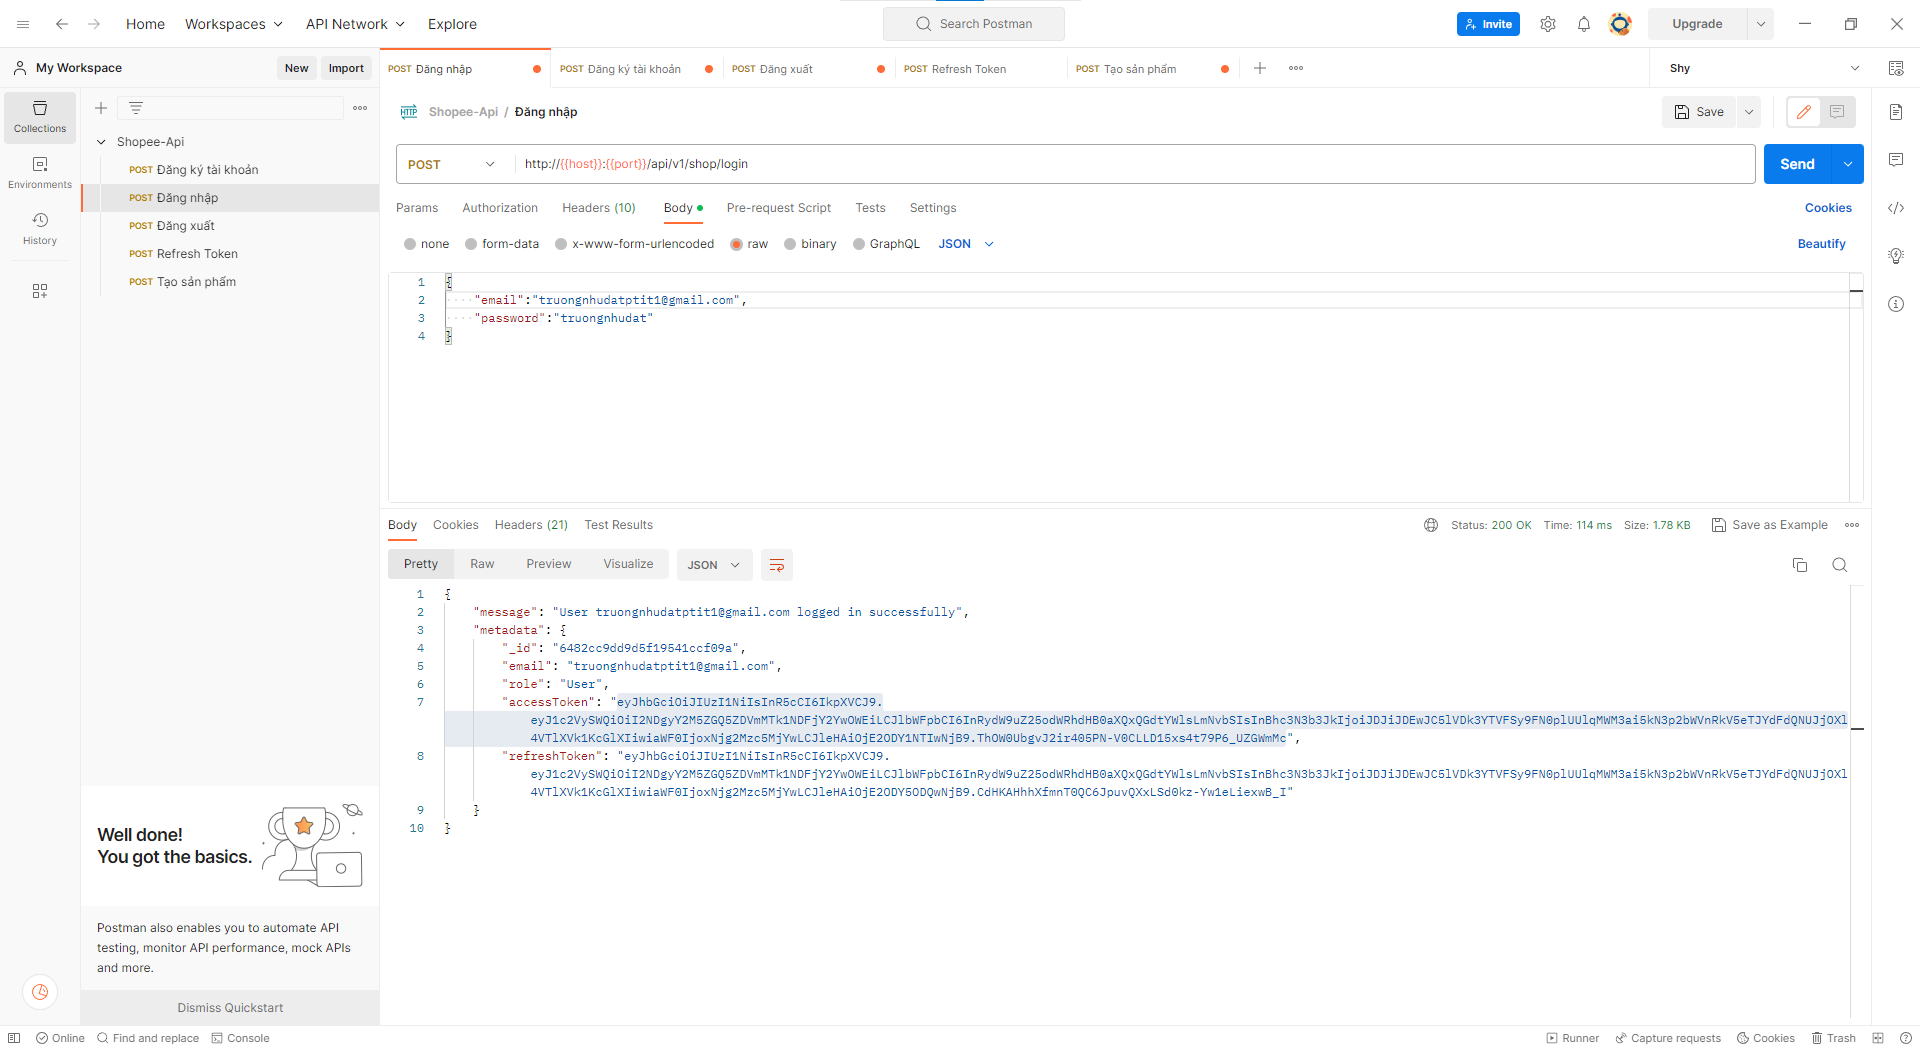 Home Workspaces API Network Explore Search Postman Invite Upgrade
My Workspace New Import POST Đăng nhập POST Đăng ký tài khoản POST Đăng xuất POST Refresh Token POST Tạo sản phẩm Shy
Collections
Environments
History
Shopee-Api
POST Đăng ký tài khoản
POST Đăng nhập
POST Đăng xuất
POST Refresh Token
POST Tạo sản phẩm
Well done!
You got the basics.
Postman also enables you to automate API
testing, monitor API performance, mock APIs
and more.
Dismiss Quickstart
HTTP Shopee-Api / Đăng nhập Save
POST http://{{host}}:{{port}}/api/v1/shop/login Send
Params Authorization Headers (10) Body Pre-request Script Tests Settings Cookies
none form-data x-www-form-urlencoded raw binary GraphQL JSON Beautify
1 {
2 "email":"truongnhudatptit1@gmail.com",
3 "password":"truongnhudat"
4 }
Body Cookies Headers (21) Test Results Status: 200 OK Time: 114 ms Size: 1.78 KB Save as Example
Pretty Raw Preview Visualize JSON
1 {
2 "message": "User truongnhudatptit1@gmail.com logged in successfully",
3 "metadata": {
4 "_id": "6482cc9dd9d5f19541ccf09a",
5 "email": "truongnhudatptit1@gmail.com",
6 "role": "User",
7 "accessToken": "eyJhbGciOiJIUzI1NiIsInR5cCI6IkpXVCJ9.
8 "refreshToken": "eyJhbGciOiJIUzI1NiIsInR5cCI6IkpXVCJ9.
9 }
10 }
Online Find and replace Console Runner Capture requests Cookies Trash